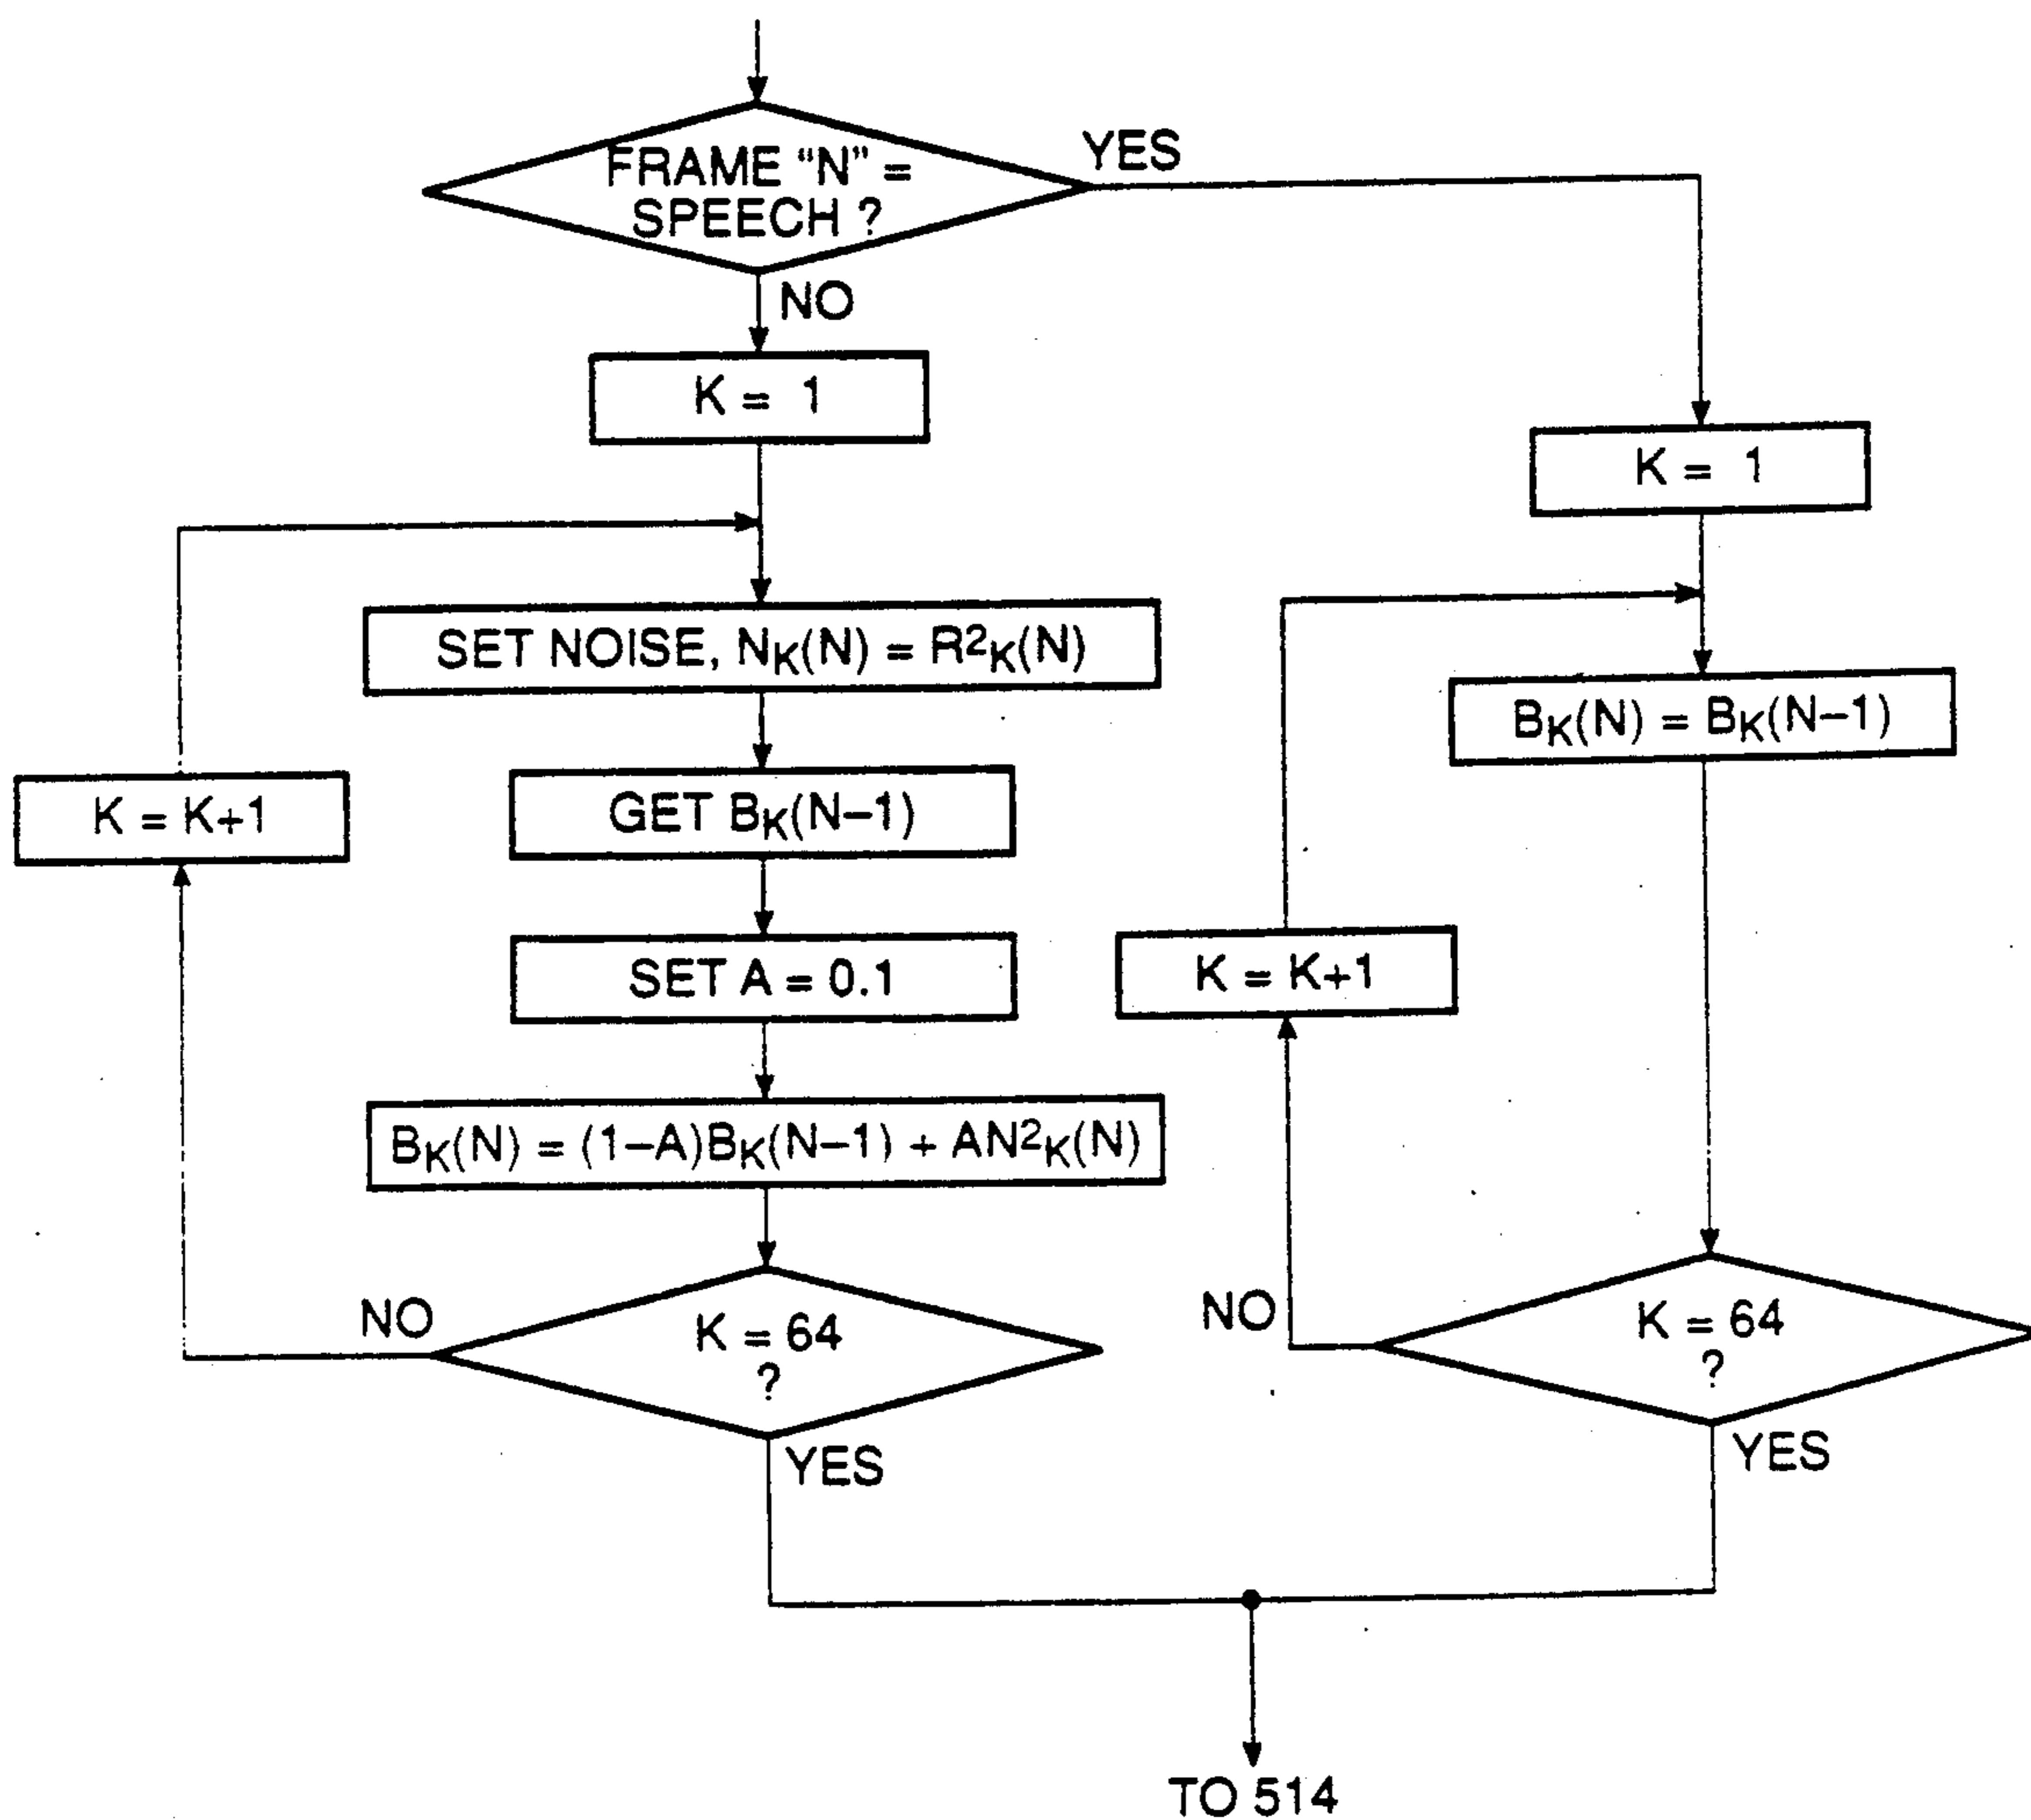 FRAME “N” =
SPEECH ?
YES
NO
K = 1
SET NOISE, NK(N) = R²K(N)
GET BK(N–1)
SET A = 0.1
BK(N) = (1–A)BK(N–1) + AN²K(N)
K = 64
?
NO
K = K+1
YES
K = 1
BK(N) = BK(N–1)
K = 64
?
NO
K = K+1
YES
TO 514